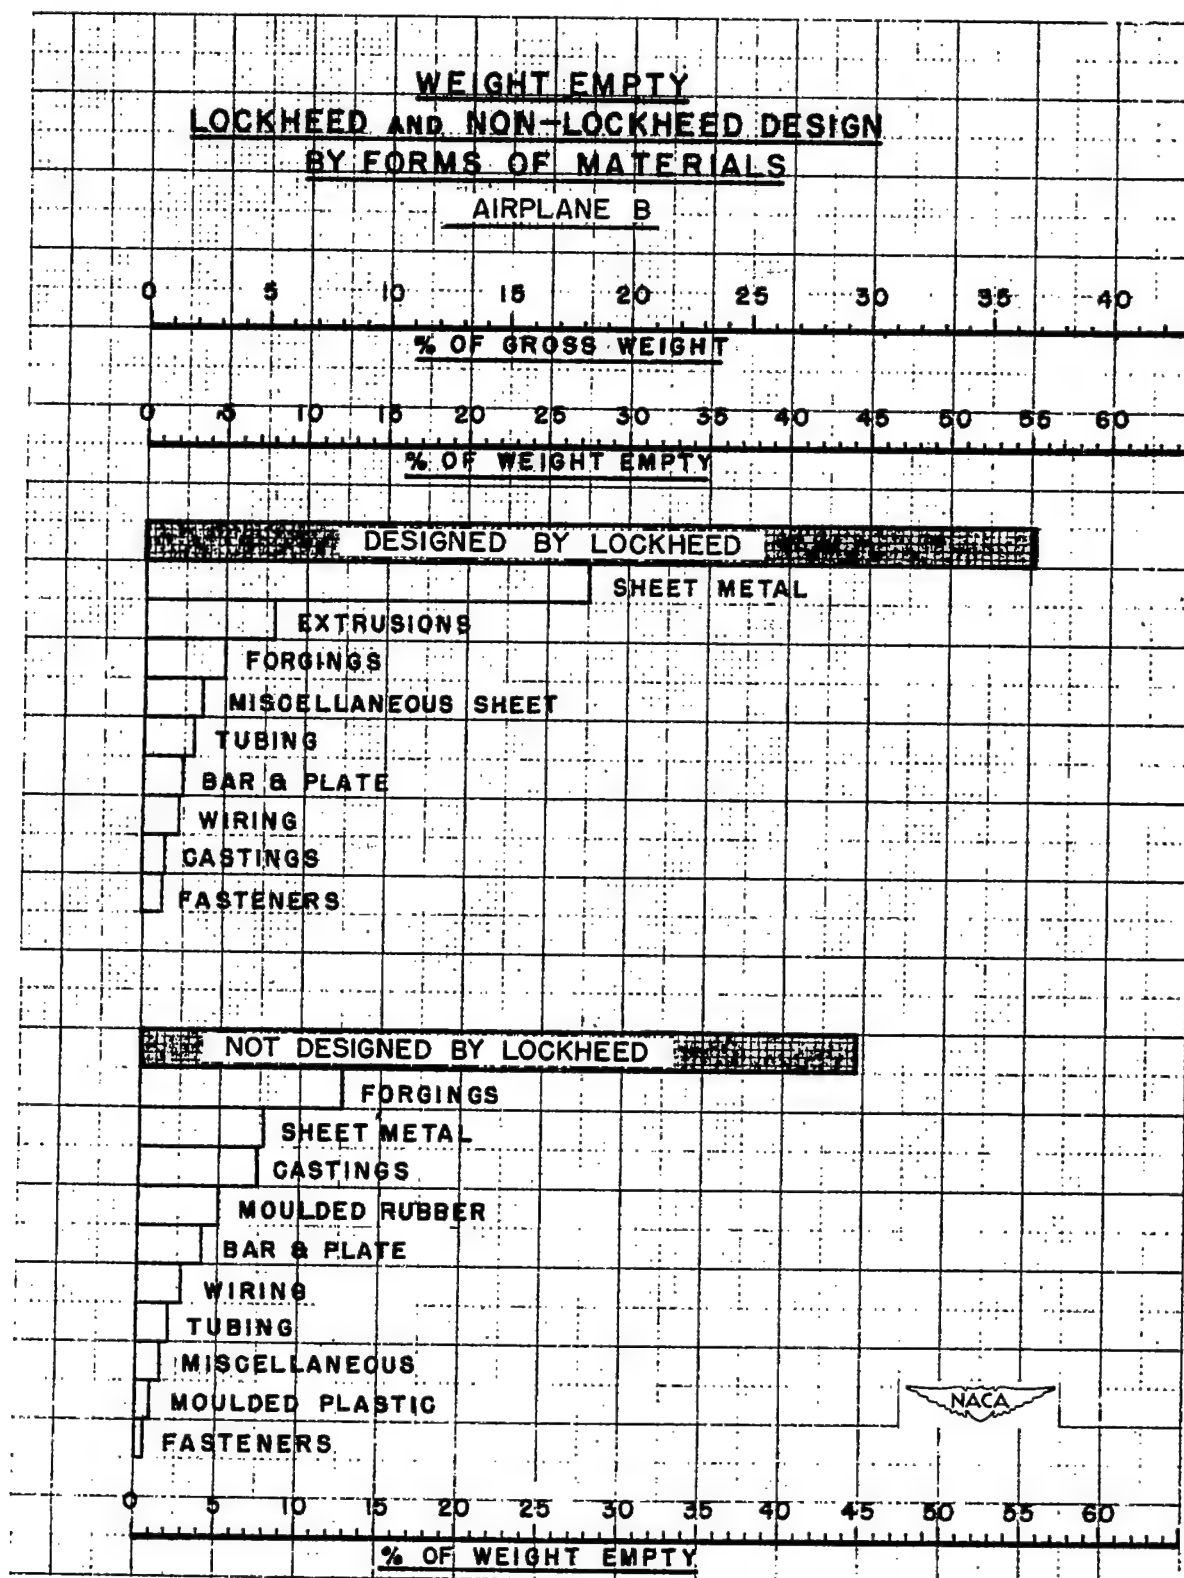 WEIGHT EMPTY
LOCKHEED AND NON-LOCKHEED DESIGN
BY FORMS OF MATERIALS
AIRPLANE B
0 5 10 15 20 25 30 35 40
% OF GROSS WEIGHT
0 5 10 15 20 25 30 35 40 45 50 55 60
% OF WEIGHT EMPTY
DESIGNED BY LOCKHEED
SHEET METAL
EXTRUSIONS
FORGINGS
MISCELLANEOUS SHEET
TUBING
BAR & PLATE
WIRING
CASTINGS
FASTENERS
NOT DESIGNED BY LOCKHEED
FORGINGS
SHEET METAL
CASTINGS
MOULDED RUBBER
BAR & PLATE
WIRING
TUBING
MISCELLANEOUS
MOULDED PLASTIC
NACA
FASTENERS
0 5 10 15 20 25 30 35 40 45 50 55 60
% OF WEIGHT EMPTY